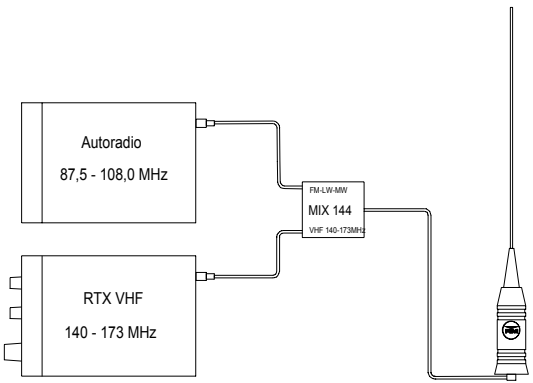 Autoradio
87,5 - 108,0 MHz
FM-LW-MW
MIX 144
VHF 140-173MHz
RTX VHF
140 - 173 MHz